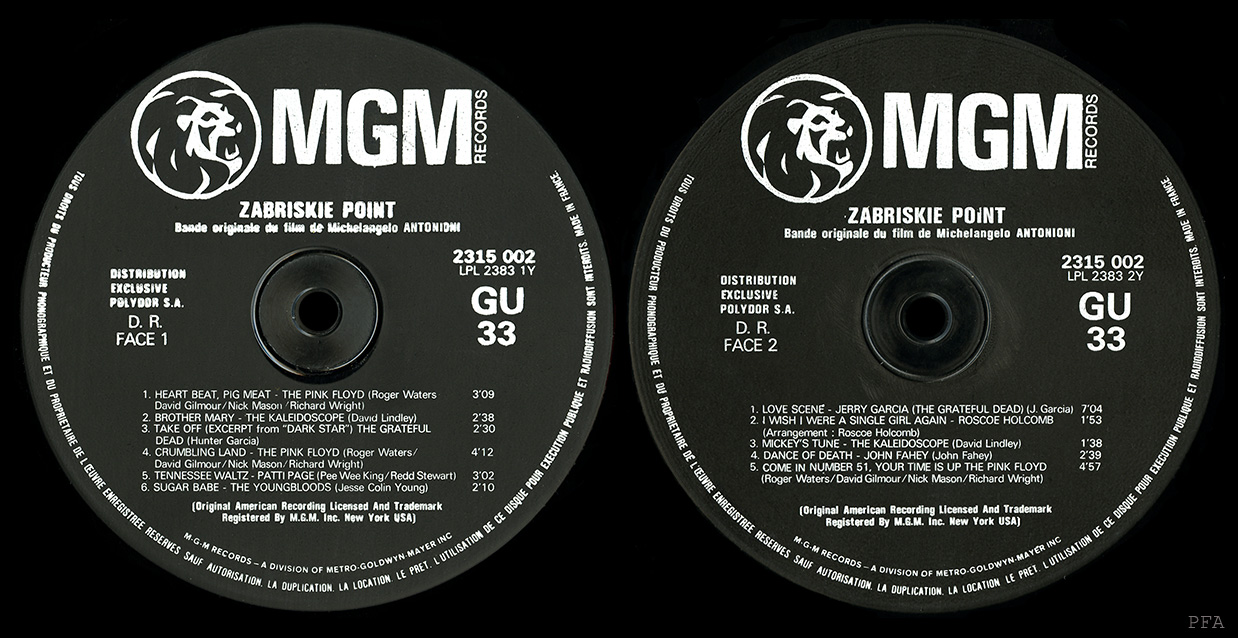 MGM RECORDS
ZABRISKIE POINT
Bande originale du film de Michelangelo ANTONIONI
2315 002
LPL 2383 1Y
DISTRIBUTION
EXCLUSIVE
POLYDOR S.A.
D. R.
FACE 1
GU
33
1. HEART BEAT, PIG MEAT - THE PINK FLOYD (Roger Waters 3'09
David Gilmour/Nick Mason/Richard Wright)
2. BROTHER MARY - THE KALEIDOSCOPE (David Lindley) 2'38
3. TAKE OFF (EXCERPT from "DARK STAR") THE GRATEFUL 2'30
DEAD (Hunter Garcia)
4. CRUMBLING LAND - THE PINK FLOYD (Roger Waters/ 4'12
David Gilmour/Nick Mason/Richard Wright)
5. TENNESSEE WALTZ - PATTI PAGE (Pee Wee King/Redd Stewart) 3'02
6. SUGAR BABE - THE YOUNGBLOODS (Jesse Colin Young) 2'10
(Original American Recording Licensed And Trademark
Registered By M.G.M. Inc. New York USA)
M-G-M RECORDS – A DIVISION OF METRO-GOLDWYN-MAYER INC
TOUS DROITS DU PRODUCTEUR PHONOGRAPHIQUE ET DU PROPRIETAIRE DE L'ŒUVRE ENREGISTREE RESERVES SAUF AUTORISATION. LA DUPLICATION. LA LOCATION. LE PRET. L'UTILISATION DE CE DISQUE POUR EXECUTION PUBLIQUE ET RADIODIFFUSION SONT INTERDITS. MADE IN FRANCE.
MGM RECORDS
ZABRISKIE POINT
Bande originale du film de Michelangelo ANTONIONI
2315 002
LPL 2383 2Y
DISTRIBUTION
EXCLUSIVE
POLYDOR S.A.
D. R.
FACE 2
GU
33
1. LOVE SCENE - JERRY GARCIA (THE GRATEFUL DEAD) (J. Garcia) 7'04
2. I WISH I WERE A SINGLE GIRL AGAIN - ROSCOE HOLCOMB 1'53
(Arrangement : Roscoe Holcomb)
3. MICKEY'S TUNE - THE KALEIDOSCOPE (David Lindley) 1'38
4. DANCE OF DEATH - JOHN FAHEY (John Fahey) 2'39
5. COME IN NUMBER 51, YOUR TIME IS UP THE PINK FLOYD 4'57
(Roger Waters/David Gilmour/Nick Mason/Richard Wright)
(Original American Recording Licensed And Trademark
Registered By M.G.M. Inc. New York USA)
M-G-M RECORDS – A DIVISION OF METRO-GOLDWYN-MAYER INC
TOUS DROITS DU PRODUCTEUR PHONOGRAPHIQUE ET DU PROPRIETAIRE DE L'ŒUVRE ENREGISTREE RESERVES SAUF AUTORISATION. LA DUPLICATION. LA LOCATION. LE PRET. L'UTILISATION DE CE DISQUE POUR EXECUTION PUBLIQUE ET RADIODIFFUSION SONT INTERDITS. MADE IN FRANCE.
PFA